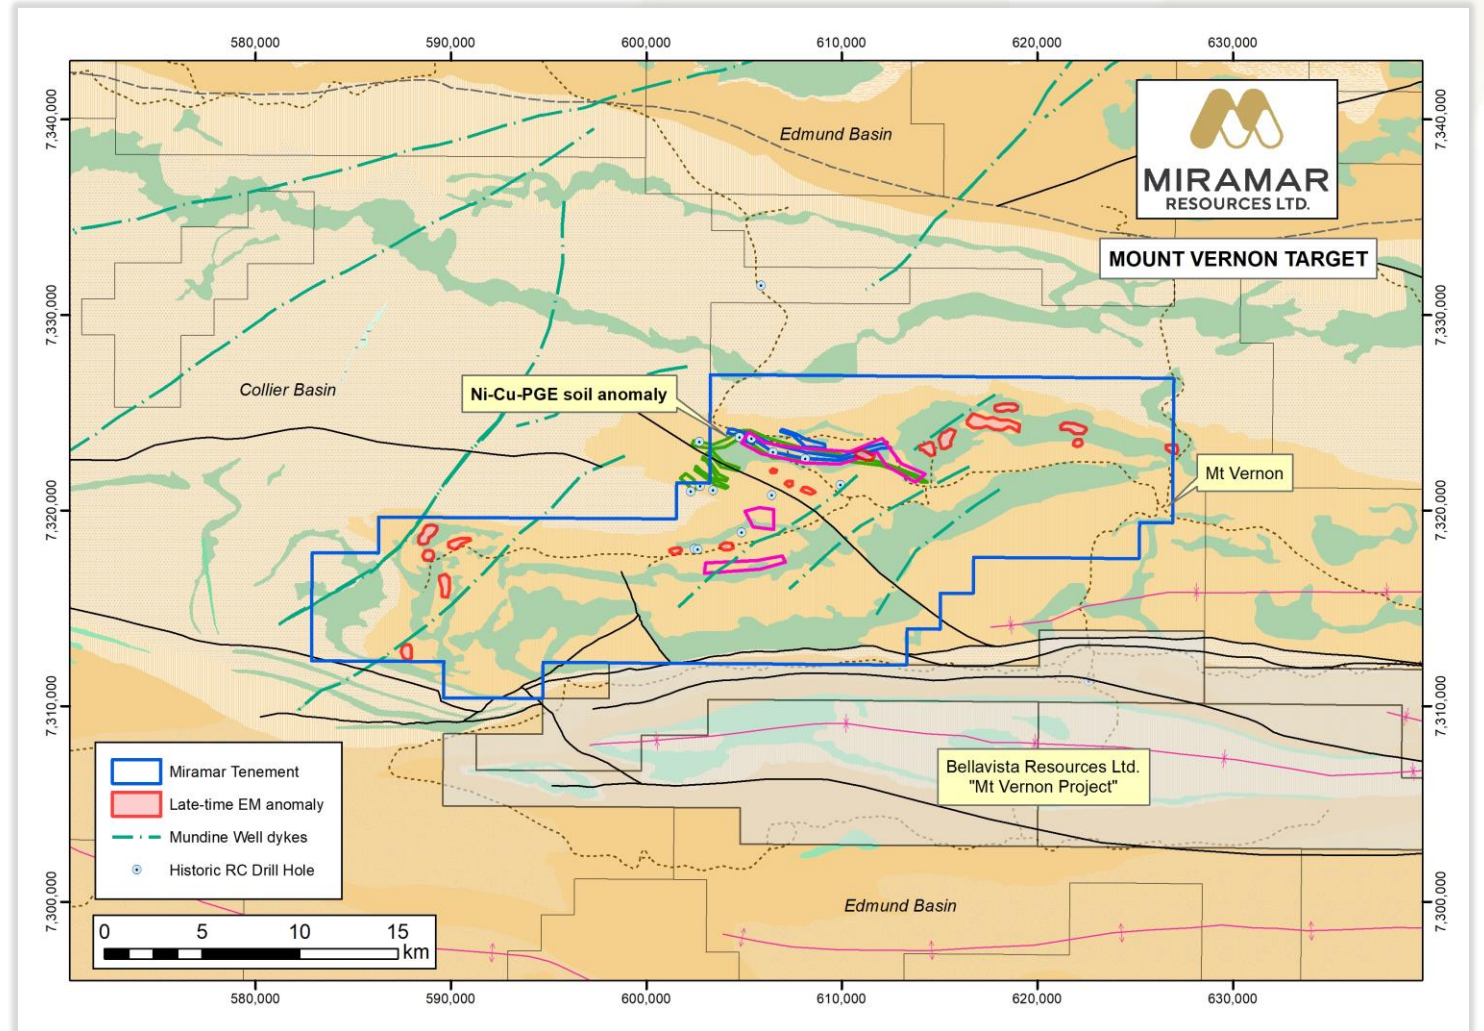 580,000
590,000
600,000
610,000
620,000
630,000
7,340,000
7,340,000
Edmund Basin
MIRAMAR
RESOURCES LTD.
MOUNT VERNON TARGET
7,330,000
7,330,000
Collier Basin
Ni-Cu-PGE soil anomaly
Mt Vernon
7,320,000
7,320,000
7,310,000
7,310,000
Bellavista Resources Ltd.
"Mt Vernon Project"
Miramar Tenement
Late-time EM anomaly
Mundine Well dykes
Historic RC Drill Hole
7,300,000
7,300,000
Edmund Basin
0 5 10 15
km
580,000
590,000
600,000
610,000
620,000
630,000